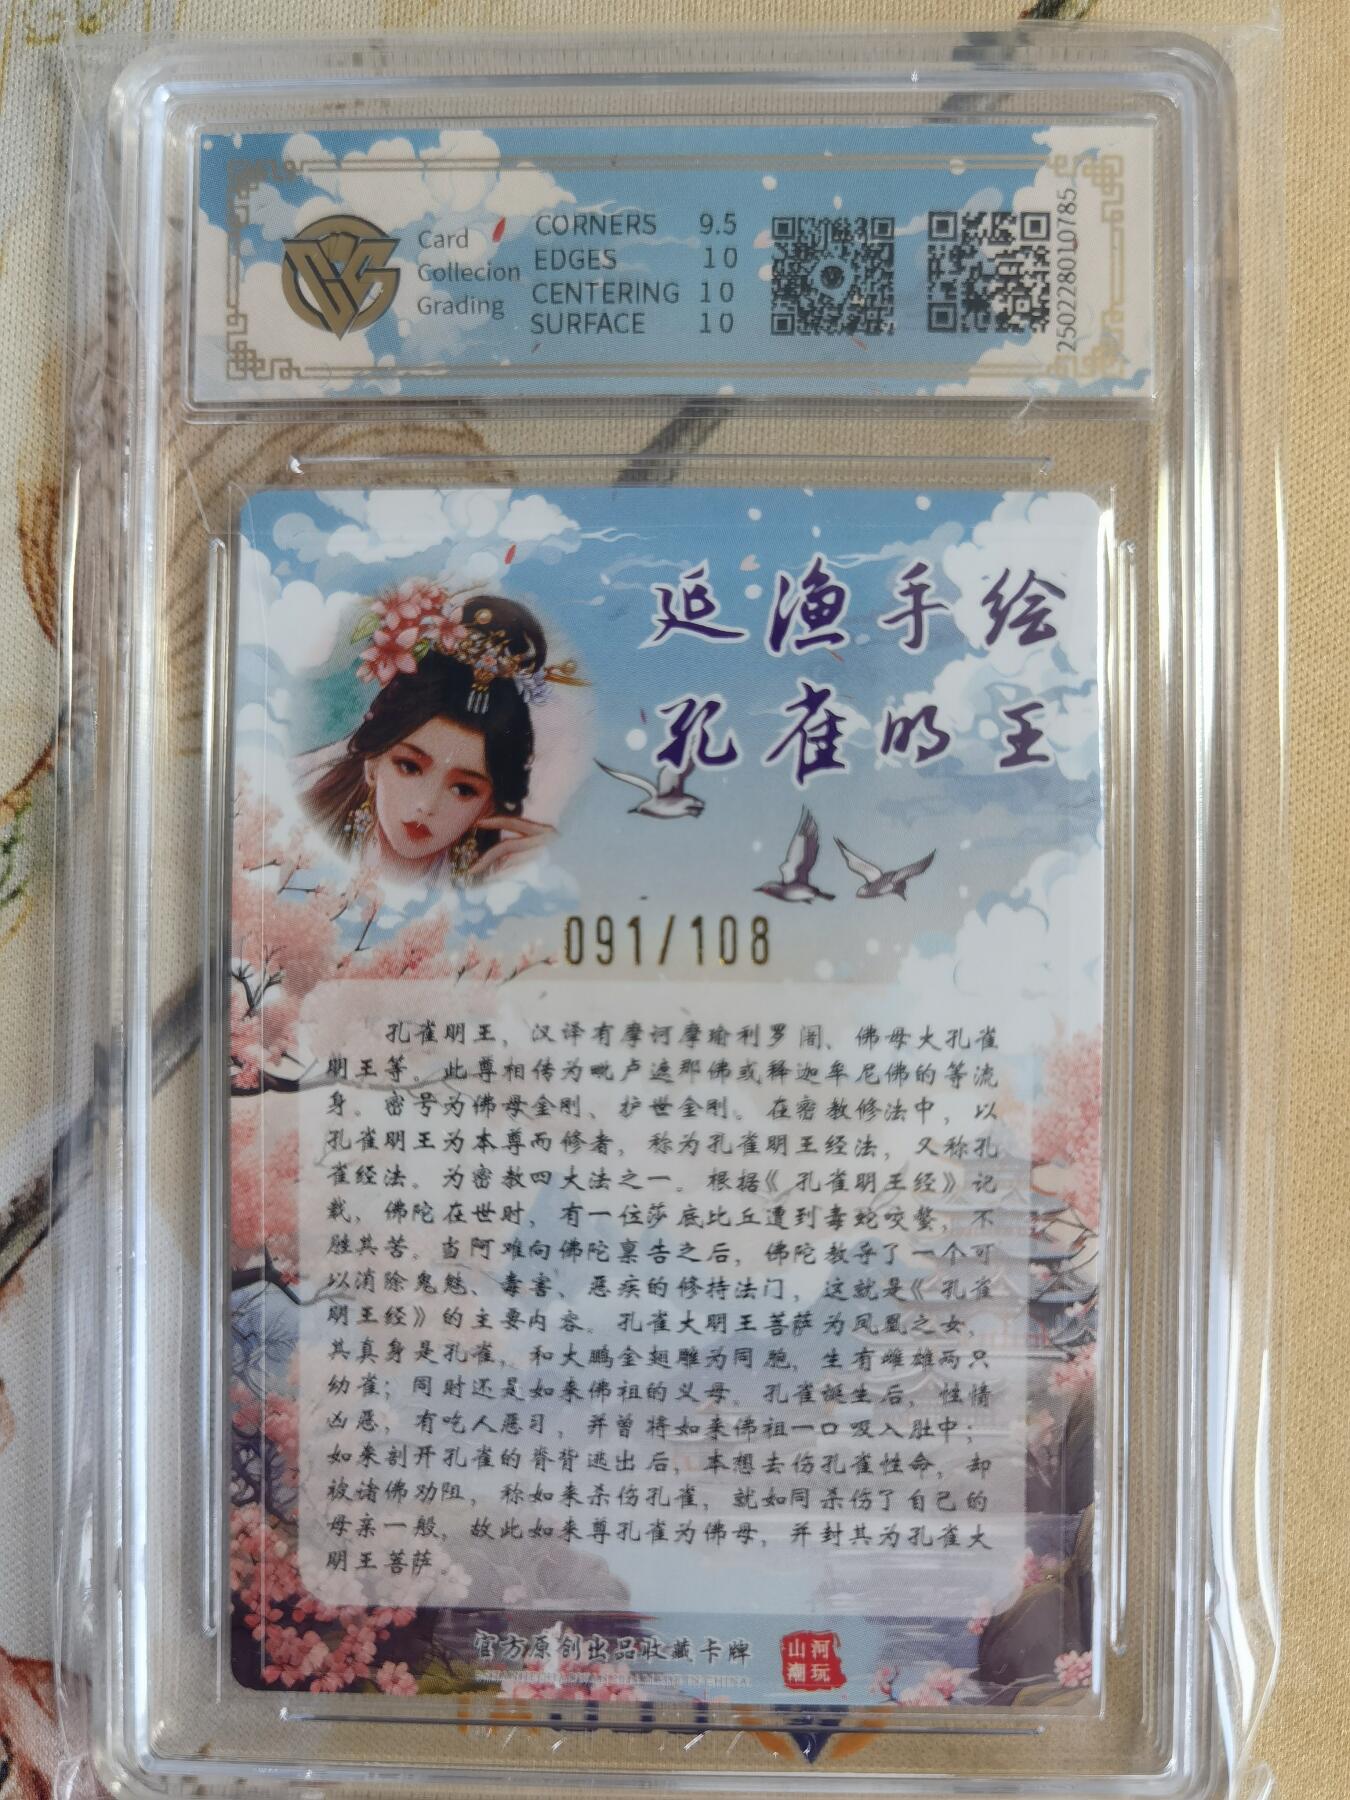 Card
Collecion
Grading
CORNERS 9.5
EDGES 10
CENTERING 10
SURFACE 10
2502280110785
延渔手绘
孔雀明王
091/108
孔雀明王，汉译有摩诃摩瑜利罗阇、佛母大孔雀
明王等。此尊相传为毗卢遮那佛或释迦牟尼佛的等流
身。密号为佛母金刚、护世金刚。在密教修法中，以
孔雀明王为本尊而修者，称为孔雀明王经法，又称孔
雀经法。为密教四大法之一。根据《孔雀明王经》记
载，佛陀在世时，有一位莎底比丘遭到毒蛇咬螫，不
胜其苦。当阿难向佛陀禀告之后，佛陀教导了一个可
以消除鬼魅、毒害、恶疾的修持法门，这就是《孔雀
明王经》的主要内容。孔雀大明王菩萨为凤凰之女，
其真身是孔雀，和大鹏金翅雕为同胞，生有雌雄两只
幼雀；同时还是如来佛祖的义母。孔雀诞生后，性情
凶恶，有吃人恶习，并曾将如来佛祖一口吸入肚中；
如来剖开孔雀的脊背逃出后，本想去伤孔雀性命，却
被诸佛劝阻，称如来杀伤孔雀，就如同杀伤了自己的
母亲一般，故此如来尊孔雀为佛母，并封其为孔雀大
明王菩萨。
官方原创出品收藏卡牌
山河
潮玩